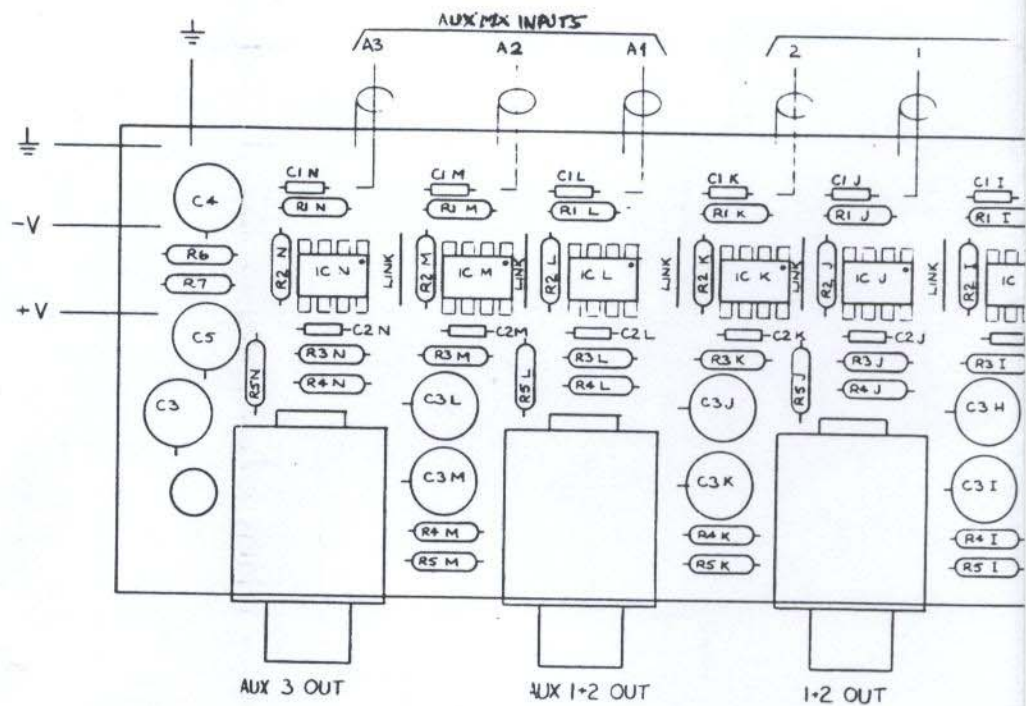 AUX MIX INPUTS
A3 A2 A1 2 1
C1 N C1 M C1 L C1 K C1 J C1 I
C4 R1 N R1 M R1 L R1 K R1 J R1 I
-V
R6 R2 N IC N LINK R2 M IC M LINK R2 L IC L LINK R2 K IC K LINK R2 J IC J LINK R2 I IC
R7
+V
C5 C2 N C2M C2 L C2K C2J
R5N R3 N R3 M R5 L R3 L R3 K R5 J R3 J R3 I
R4 N R4 L R4 J
C3 C3 L C3 J C3 H
C3 M C3 K C3 I
R4 M R4 K R4 I
R5 M R5 K R5 I
AUX 3 OUT AUX 1+2 OUT 1+2 OUT